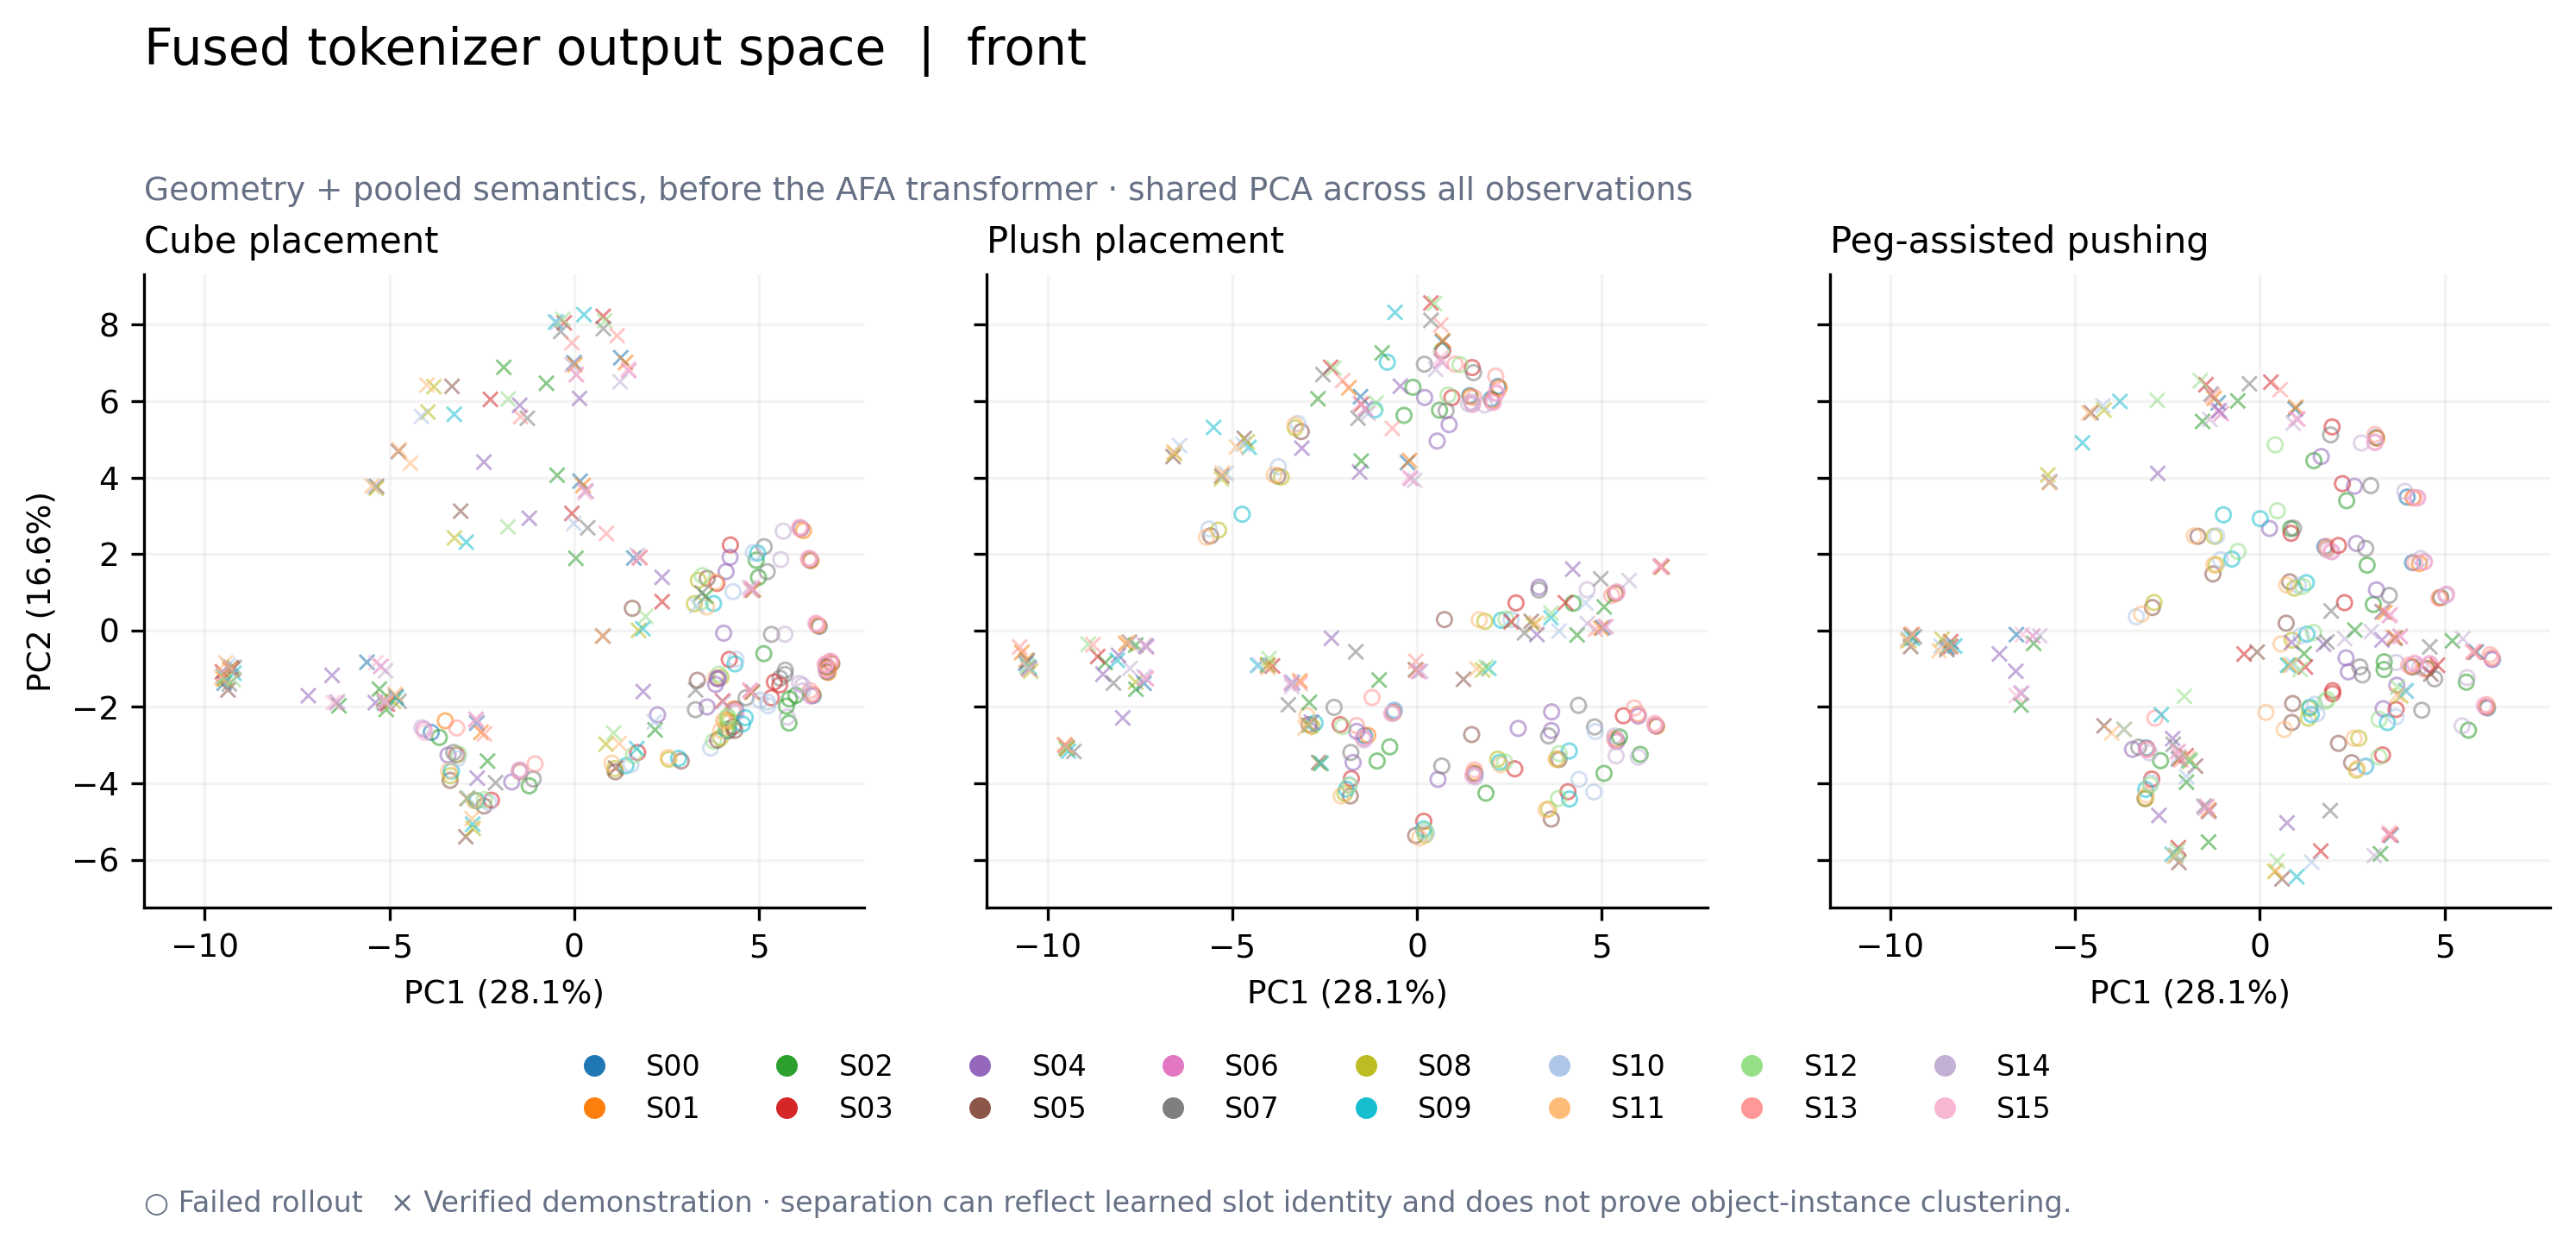 Fused tokenizer output space | front
Geometry + pooled semantics, before the AFA transformer · shared PCA across all observations
Cube placement
Plush placement
Peg-assisted pushing
PC2 (16.6%)
8
6
4
2
0
−2
−4
−6
−10 −5 0 5
−10 −5 0 5
−10 −5 0 5
PC1 (28.1%)
PC1 (28.1%)
PC1 (28.1%)
S00 S02 S04 S06 S08 S10 S12 S14
S01 S03 S05 S07 S09 S11 S13 S15
○ Failed rollout × Verified demonstration · separation can reflect learned slot identity and does not prove object-instance clustering.